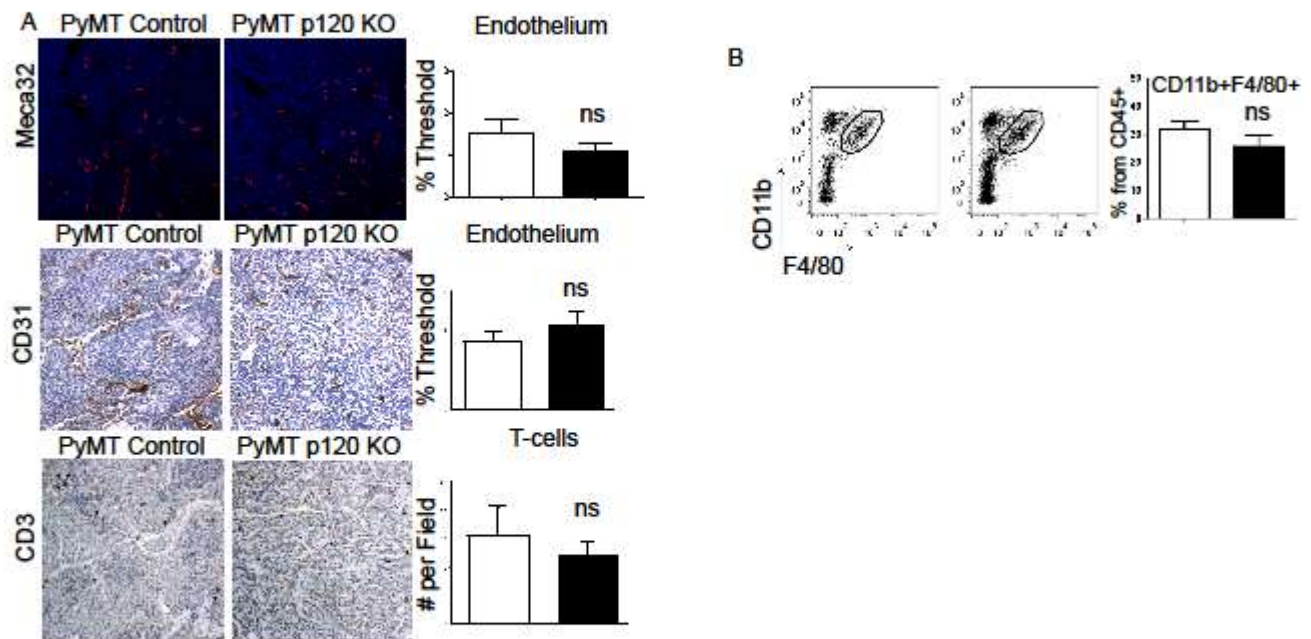 A
PyMT Control PyMT p120 KO
Endothelium
Meca32
% Threshold
ns
PyMT Control PyMT p120 KO
Endothelium
CD31
% Threshold
ns
PyMT Control PyMT p120 KO
T-cells
CD3
# per Field
ns
B
CD11b
F4/80
CD11b+F4/80+
ns
% from CD45+